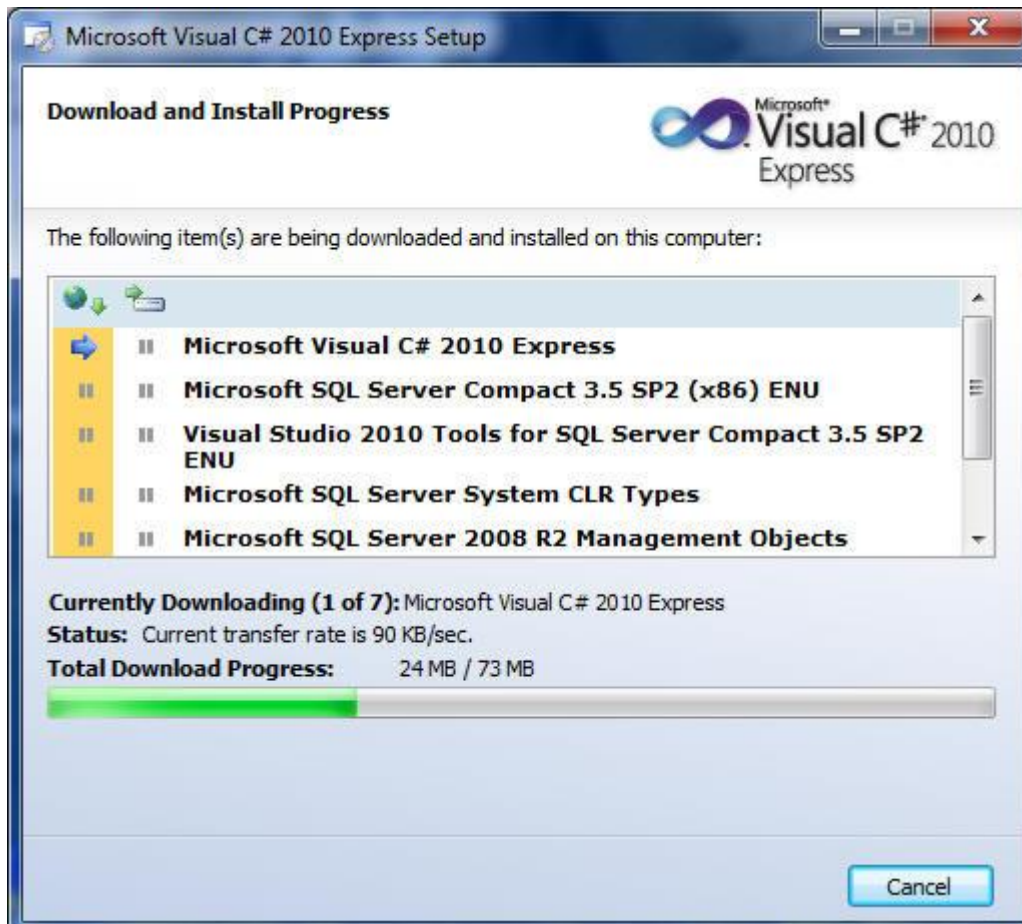 Microsoft Visual C# 2010 Express Setup
Download and Install Progress
Microsoft®
Visual C#® 2010
Express
The following item(s) are being downloaded and installed on this computer:
Microsoft Visual C# 2010 Express
Microsoft SQL Server Compact 3.5 SP2 (x86) ENU
Visual Studio 2010 Tools for SQL Server Compact 3.5 SP2
ENU
Microsoft SQL Server System CLR Types
Microsoft SQL Server 2008 R2 Management Objects
Currently Downloading (1 of 7): Microsoft Visual C# 2010 Express
Status: Current transfer rate is 90 KB/sec.
Total Download Progress: 24 MB / 73 MB
Cancel